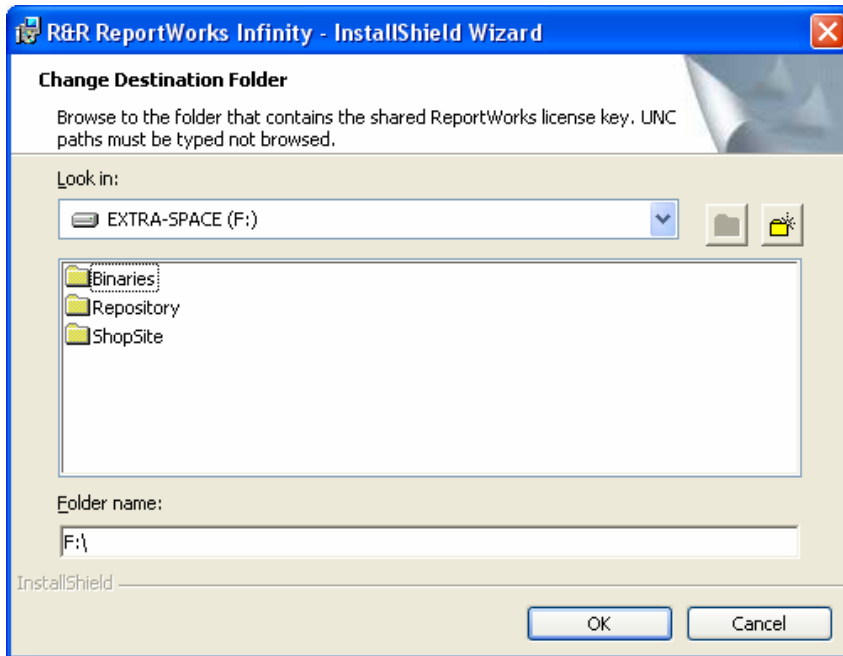 R&R ReportWorks Infinity - InstallShield Wizard
Change Destination Folder
Browse to the folder that contains the shared ReportWorks license key. UNC
paths must be typed not browsed.
Look in:
EXTRA-SPACE (F:)
Binaries
Repository
ShopSite
Folder name:
F:\
InstallShield
OK
Cancel